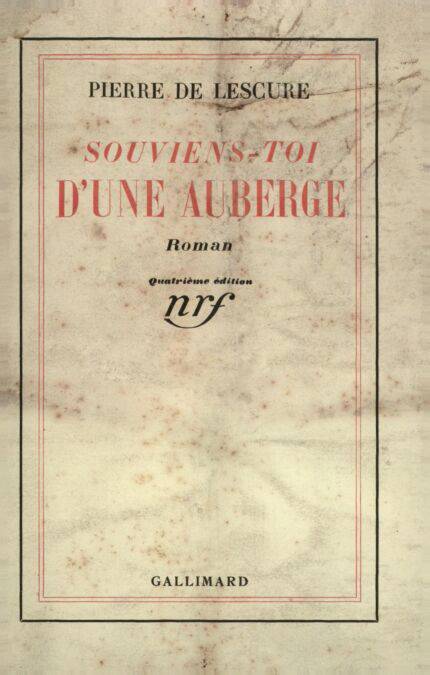 PIERRE DE LESCURE
SOUVIENS-TOI
D'UNE AUBERGE
Roman
Quatrième édition
nrf
GALLIMARD